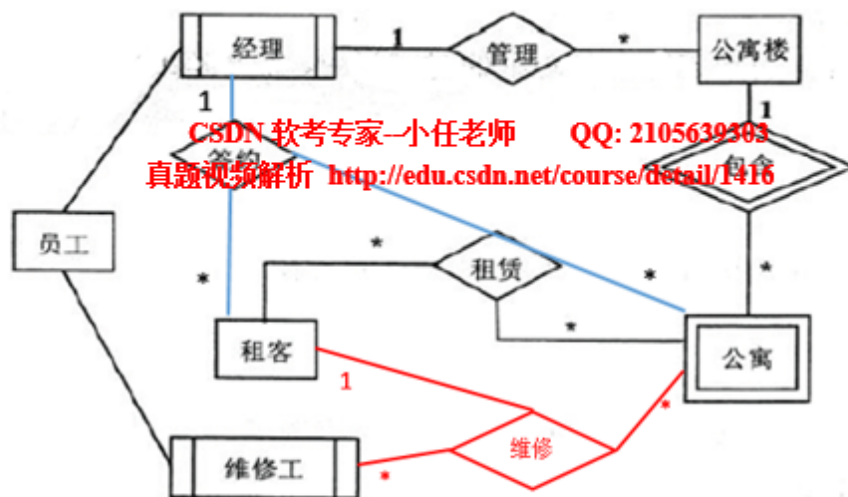 经理
1
管理
*
公寓楼
1
1
CSDN 软考专家--小任老师 QQ: 2105639303
签约
包含
真题视频解析 http://edu.csdn.net/course/detail/1416
员工
*
租赁
*
*
*
*
租客
公寓
1
*
维修
维修工
*